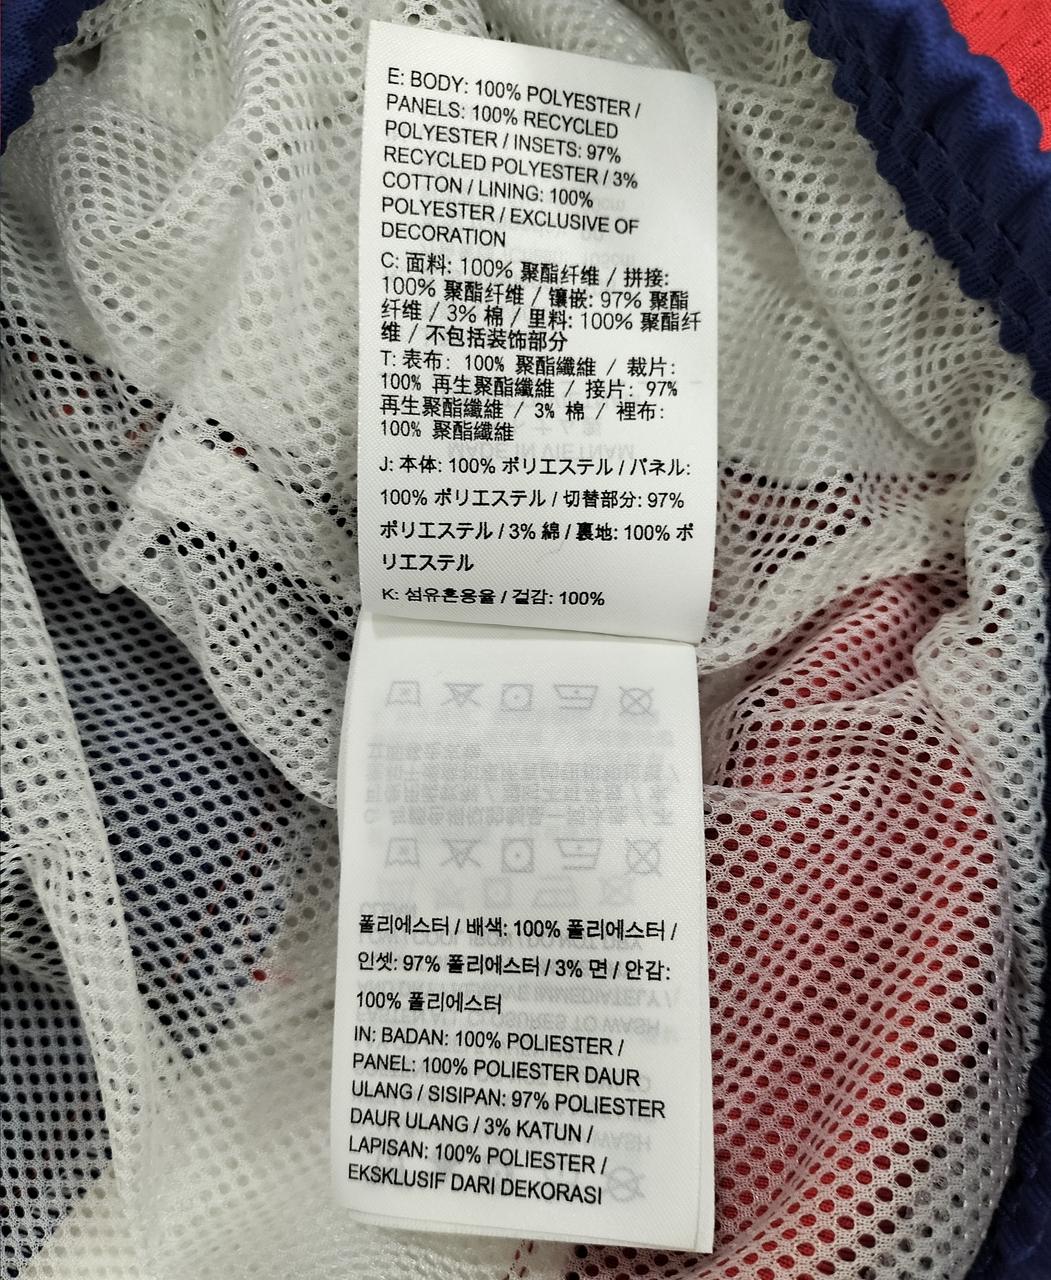 E: BODY: 100% POLYESTER /
PANELS: 100% RECYCLED
POLYESTER / INSETS: 97%
RECYCLED POLYESTER / 3%
COTTON / LINING: 100%
POLYESTER / EXCLUSIVE OF
DECORATION
C: 面料: 100% 聚酯纤维 / 拼接:
100% 聚酯纤维 / 镶嵌: 97% 聚酯
纤维 / 3% 棉 / 里料: 100% 聚酯纤
维 / 不包括装饰部分
T: 表布: 100% 聚酯纖維 / 裁片:
100% 再生聚酯纖維 / 接片: 97%
再生聚酯纖維 / 3% 棉 / 裡布:
100% 聚酯纖維
J: 本体: 100% ポリエステル / パネル:
100% ポリエステル / 切替部分: 97%
ポリエステル / 3% 綿 / 裏地: 100% ポ
リエステル
K: 섬유혼용율 / 겉감: 100%
폴리에스터 / 배색: 100% 폴리에스터 /
인셋: 97% 폴리에스터 / 3% 면 / 안감:
100% 폴리에스터
IN: BADAN: 100% POLIESTER /
PANEL: 100% POLIESTER DAUR
ULANG / SISIPAN: 97% POLIESTER
DAUR ULANG / 3% KATUN /
LAPISAN: 100% POLIESTER /
EKSKLUSIF DARI DEKORASI